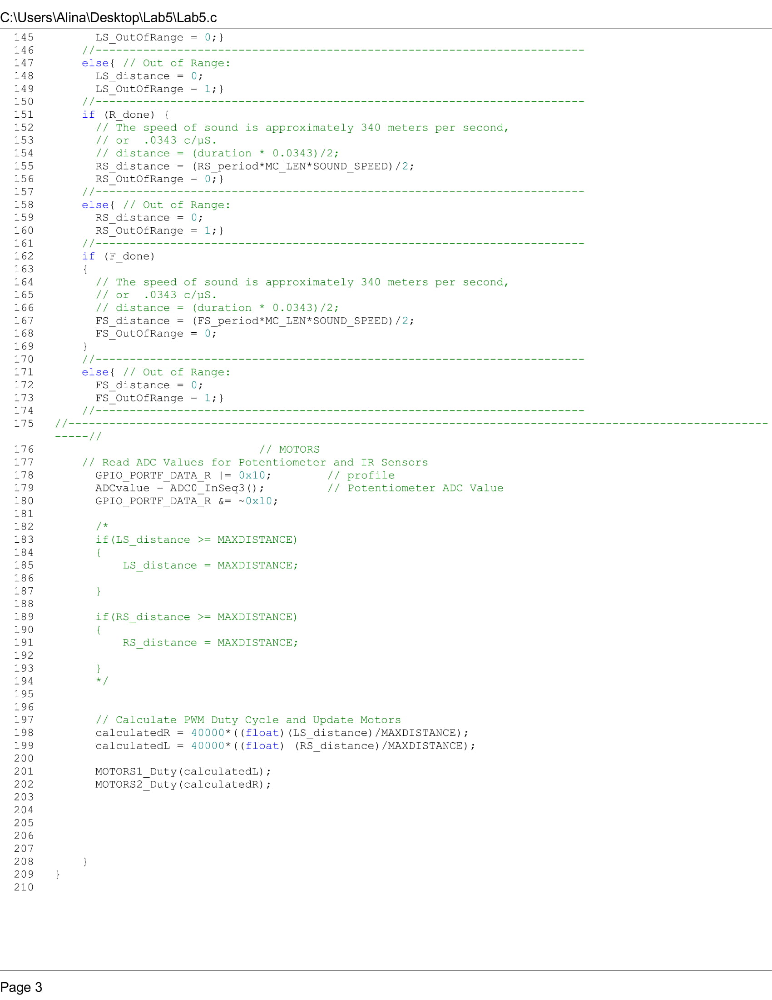 C:\Users\Alina\Desktop\Lab5\Lab5.c
145 LS_OutOfRange = 0;}
146 //------------------------------------------------------------------------
147 else{ // Out of Range:
148 LS_distance = 0;
149 LS_OutOfRange = 1;}
150 //------------------------------------------------------------------------
151 if (R_done) {
152 // The speed of sound is approximately 340 meters per second,
153 // or  .0343 c/µS.
154 // distance = (duration * 0.0343)/2;
155 RS_distance = (RS_period*MC_LEN*SOUND_SPEED)/2;
156 RS_OutOfRange = 0;}
157 //------------------------------------------------------------------------
158 else{ // Out of Range:
159 RS_distance = 0;
160 RS_OutOfRange = 1;}
161 //------------------------------------------------------------------------
162 if (F_done)
163 {
164 // The speed of sound is approximately 340 meters per second,
165 // or  .0343 c/µS.
166 // distance = (duration * 0.0343)/2;
167 FS_distance = (FS_period*MC_LEN*SOUND_SPEED)/2;
168 FS_OutOfRange = 0;
169 }
170 //------------------------------------------------------------------------
171 else{ // Out of Range:
172 FS_distance = 0;
173 FS_OutOfRange = 1;}
174 //------------------------------------------------------------------------
175 //-------------------------------------------------------------------------------------------------------
-----//
176 // MOTORS
177 // Read ADC Values for Potentiometer and IR Sensors
178 GPIO_PORTF_DATA_R |= 0x10; // profile
179 ADCvalue = ADC0_InSeq3(); // Potentiometer ADC Value
180 GPIO_PORTF_DATA_R &= ~0x10;
181
182 /*
183 if(LS_distance >= MAXDISTANCE)
184 {
185 LS_distance = MAXDISTANCE;
186
187 }
188
189 if(RS_distance >= MAXDISTANCE)
190 {
191 RS_distance = MAXDISTANCE;
192
193 }
194 */
195
196
197 // Calculate PWM Duty Cycle and Update Motors
198 calculatedR = 40000*((float)(LS_distance)/MAXDISTANCE);
199 calculatedL = 40000*((float) (RS_distance)/MAXDISTANCE);
200
201 MOTORS1_Duty(calculatedL);
202 MOTORS2_Duty(calculatedR);
203
204
205
206
207
208 }
209 }
210
Page 3